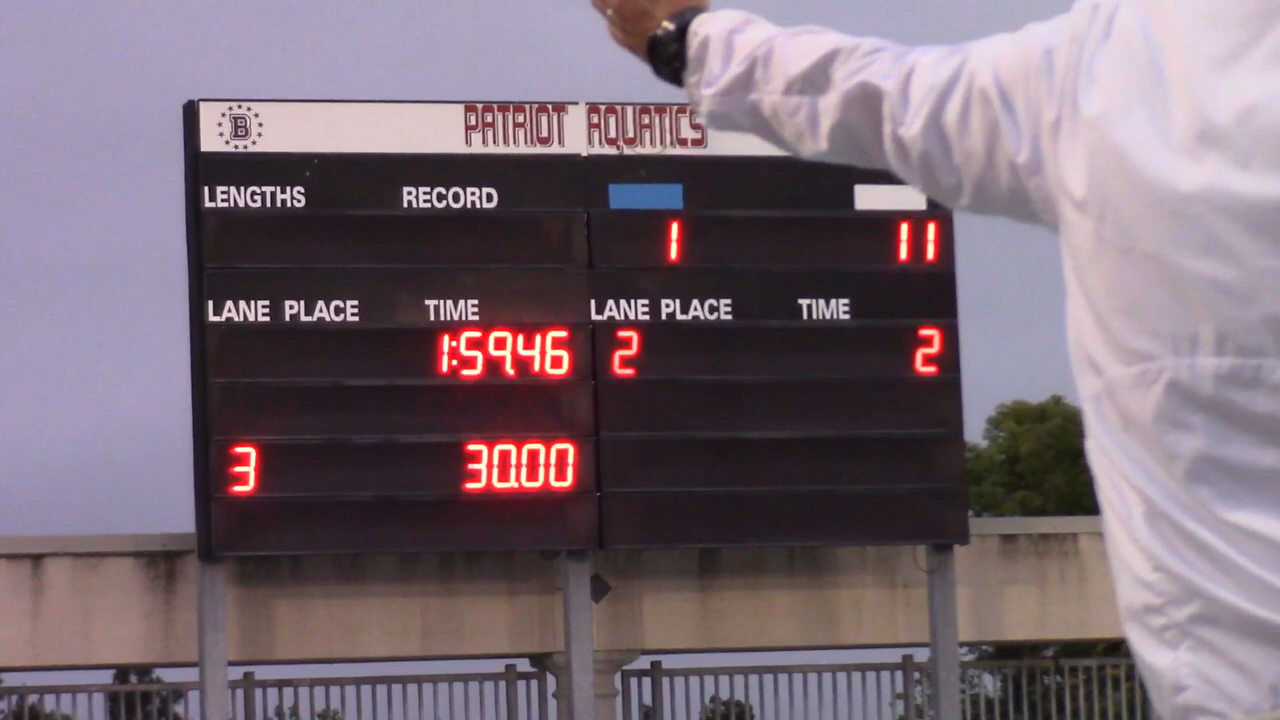 B PATRIOT AQUATICS
LENGTHS RECORD
1 11
LANE PLACE TIME LANE PLACE TIME
1:59.46 2 2
3 30.00